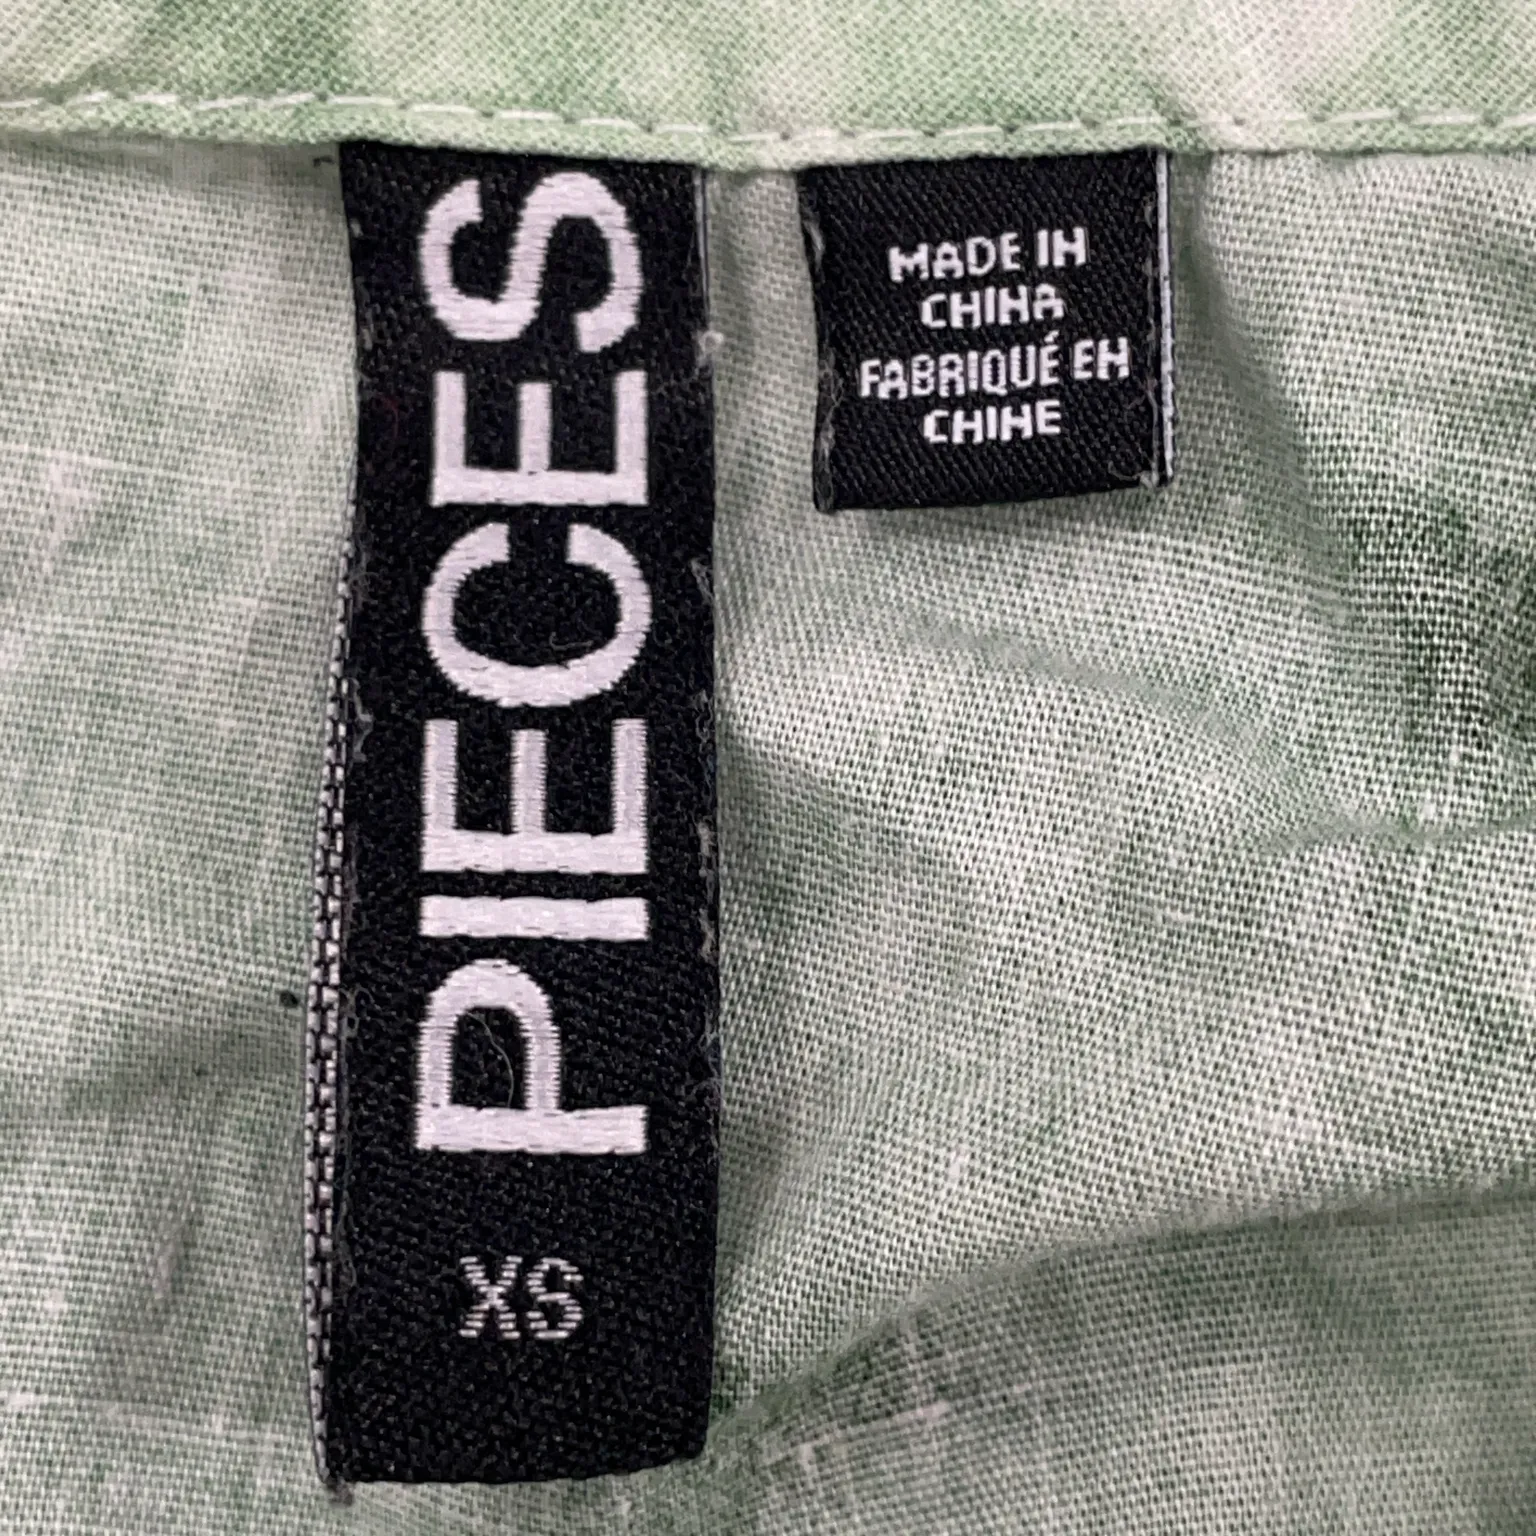 PIECES
XS
MADE IN
CHINA
FABRIQUÉ EN
CHINE